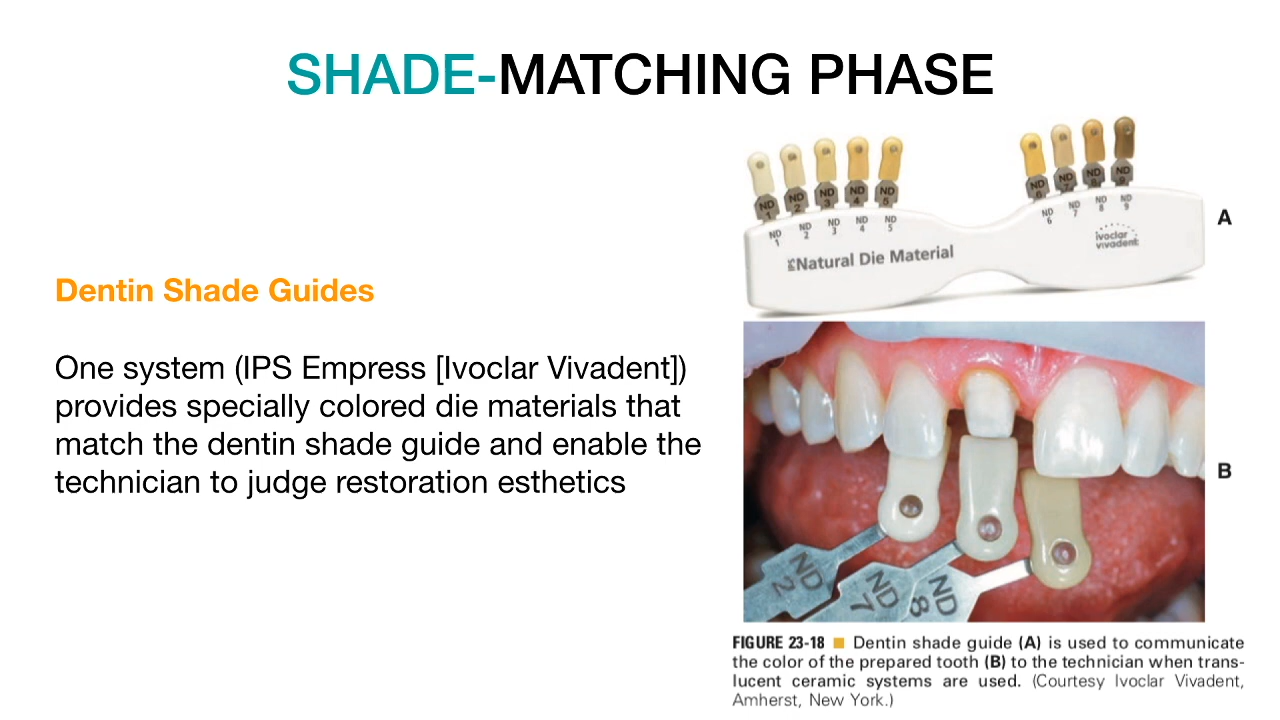 SHADE-MATCHING PHASE
Dentin Shade Guides
One system (IPS Empress [Ivoclar Vivadent])
provides specially colored die materials that
match the dentin shade guide and enable the
technician to judge restoration esthetics
ND 1
ND 2
ND 3
ND 4
ND 5
ND 6
ND 7
ND 8
ND 9
ND 1
ND 2
ND 3
ND 4
ND 5
ND 6
ND 7
ND 8
ND 9
IPS Natural Die Material
ivoclar
vivadent
A
ND 2
ND 7
ND 8
B
FIGURE 23-18 Dentin shade guide (A) is used to communicate
the color of the prepared tooth (B) to the technician when trans-
lucent ceramic systems are used. (Courtesy Ivoclar Vivadent,
Amherst, New York.)